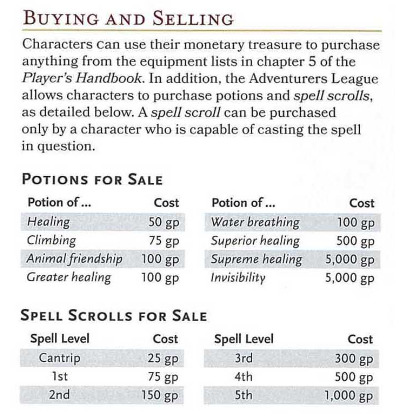 BUYING AND SELLING
Characters can use their monetary treasure to purchase
anything from the equipment lists in chapter 5 of the
Player's Handbook. In addition, the Adventurers League
allows characters to purchase potions and spell scrolls,
as detailed below. A spell scroll can be purchased
only by a character who is capable of casting the spell
in question.
POTIONS FOR SALE
Potion of ... Cost Potion of ... Cost
Healing 50 gp Water breathing 100 gp
Climbing 75 gp Superior healing 500 gp
Animal friendship 100 gp Supreme healing 5,000 gp
Greater healing 100 gp Invisibility 5,000 gp
SPELL SCROLLS FOR SALE
Spell Level Cost Spell Level Cost
Cantrip 25 gp 3rd 300 gp
1st 75 gp 4th 500 gp
2nd 150 gp 5th 1,000 gp